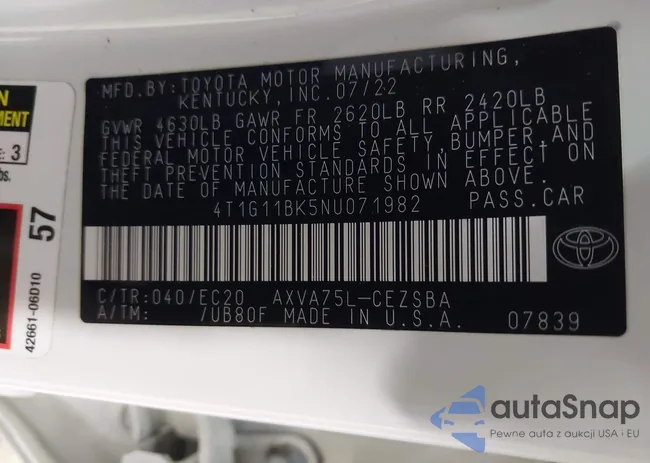 MFD.BY:TOYOTA MOTOR MANUFACTURING,
KENTUCKY,INC.07/22
GVWR 4630LB GAWR FR 2620LB RR 2420LB
THIS VEHICLE CONFORMS TO ALL APPLICABLE
FEDERAL MOTOR VEHICLE SAFETY,BUMPER,AND
THEFT PREVENTION STANDARDS IN EFFECT ON
THE DATE OF MANUFACTURE SHOWN ABOVE.
4T1G11BK5NU071982 PASS.CAR
C/TR:040/EC20 AXVA75L-CEZSBA
A/TM: /UB80F MADE IN U.S.A. 07839
N
MENT
: 3
bs.
57
42661-06D10
autaSnap
Pewne auta z aukcji USA i EU